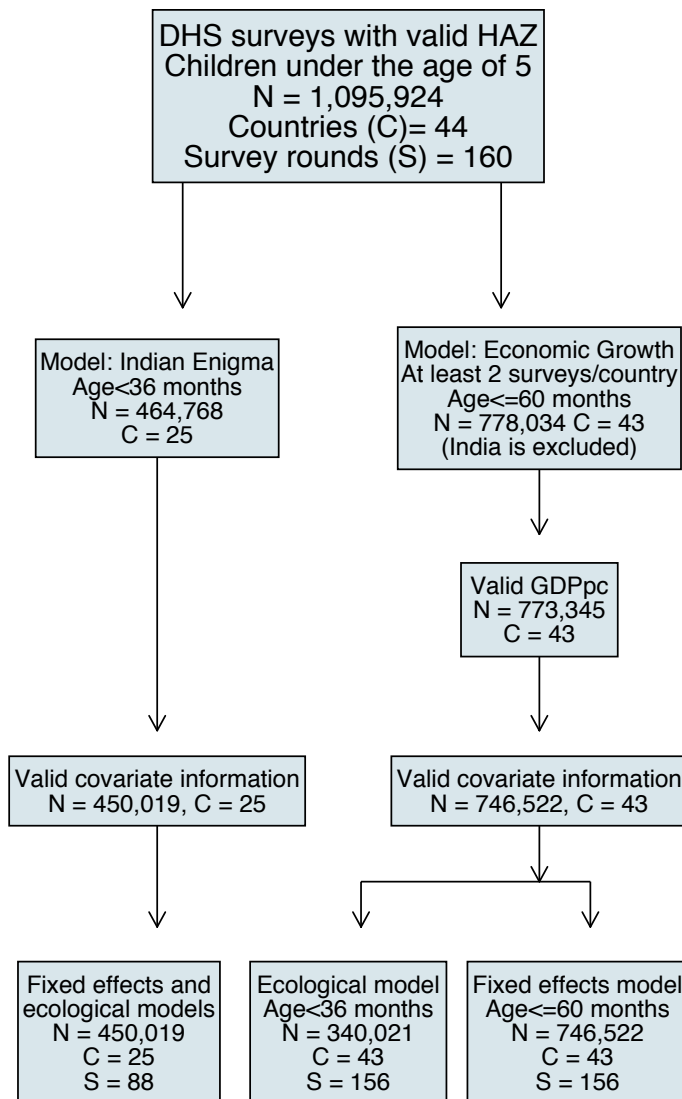 DHS surveys with valid HAZ
Children under the age of 5
N = 1,095,924
Countries (C)= 44
Survey rounds (S) = 160
Model: Indian Enigma
Age<36 months
N = 464,768
C = 25
Model: Economic Growth
At least 2 surveys/country
Age<=60 months
N = 778,034 C = 43
(India is excluded)
Valid GDPpc
N = 773,345
C = 43
Valid covariate information
N = 450,019, C = 25
Valid covariate information
N = 746,522, C = 43
Fixed effects and
ecological models
N = 450,019
C = 25
S = 88
Ecological model
Age<36 months
N = 340,021
C = 43
S = 156
Fixed effects model
Age<=60 months
N = 746,522
C = 43
S = 156